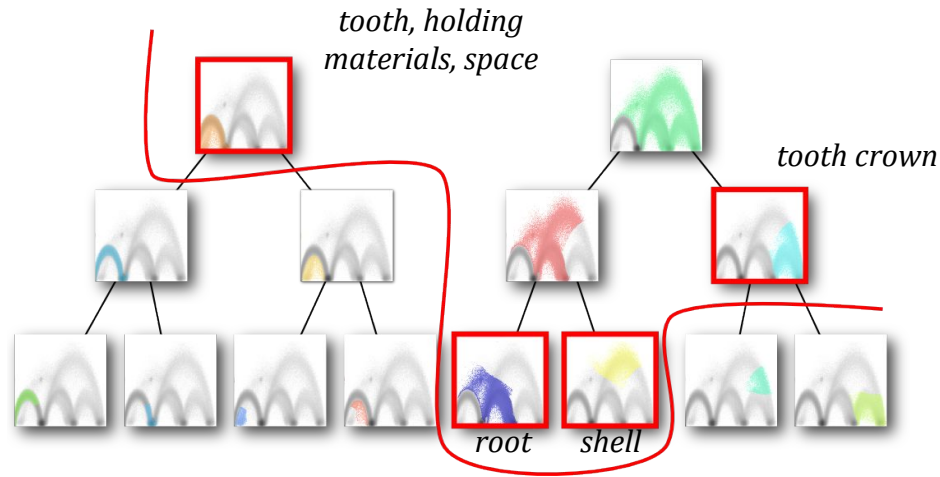 tooth, holding
materials, space
tooth crown
root
shell